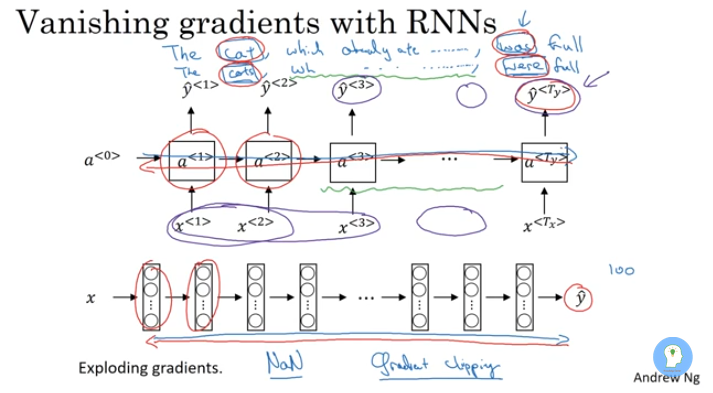 Vanishing gradients with RNNs
The cat, which already ate ........, was full
The cats, wh ........, were full
ŷ<1> ŷ<2> ŷ<3> ŷ<Ty>
a<0> a<1> a<2> a<3> ... a<Ty>
x<1> x<2> x<3> x<Tx>
100
x ... ŷ
Exploding gradients. NaN Gradient clipping
Andrew Ng